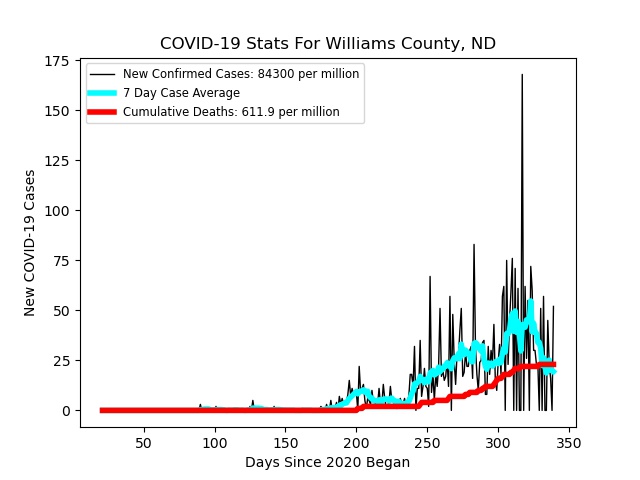 COVID-19 Stats For Williams County, ND
New Confirmed Cases: 84300 per million
7 Day Case Average
Cumulative Deaths: 611.9 per million
New COVID-19 Cases
175
150
125
100
75
50
25
0
50 100 150 200 250 300 350
Days Since 2020 Began